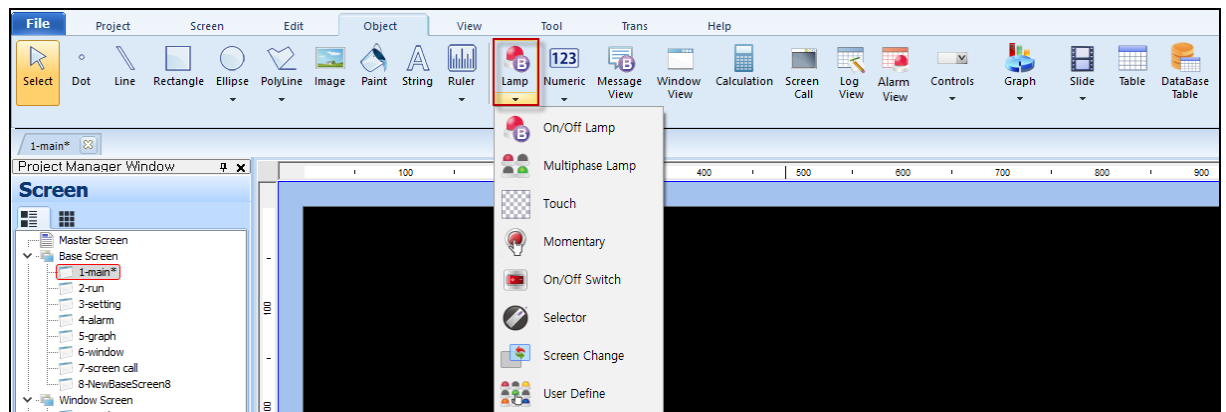 File Project Screen Edit Object View Tool Trans Help
Select Dot Line Rectangle Ellipse PolyLine Image Paint String Ruler Lamp Numeric Message View Window View Calculation Screen Call Log View Alarm View Controls Graph Slide Table DataBase Table
123
B
B
1-main*
On/Off Lamp
B
Multiphase Lamp
Touch
Momentary
On/Off Switch
Selector
Screen Change
User Define
Project Manager Window
Screen
Master Screen
Base Screen
1-main*
2-run
3-setting
4-alarm
5-graph
6-window
7-screen call
8-NewBaseScreen8
Window Screen
100 400 500 600 700 800 900
100